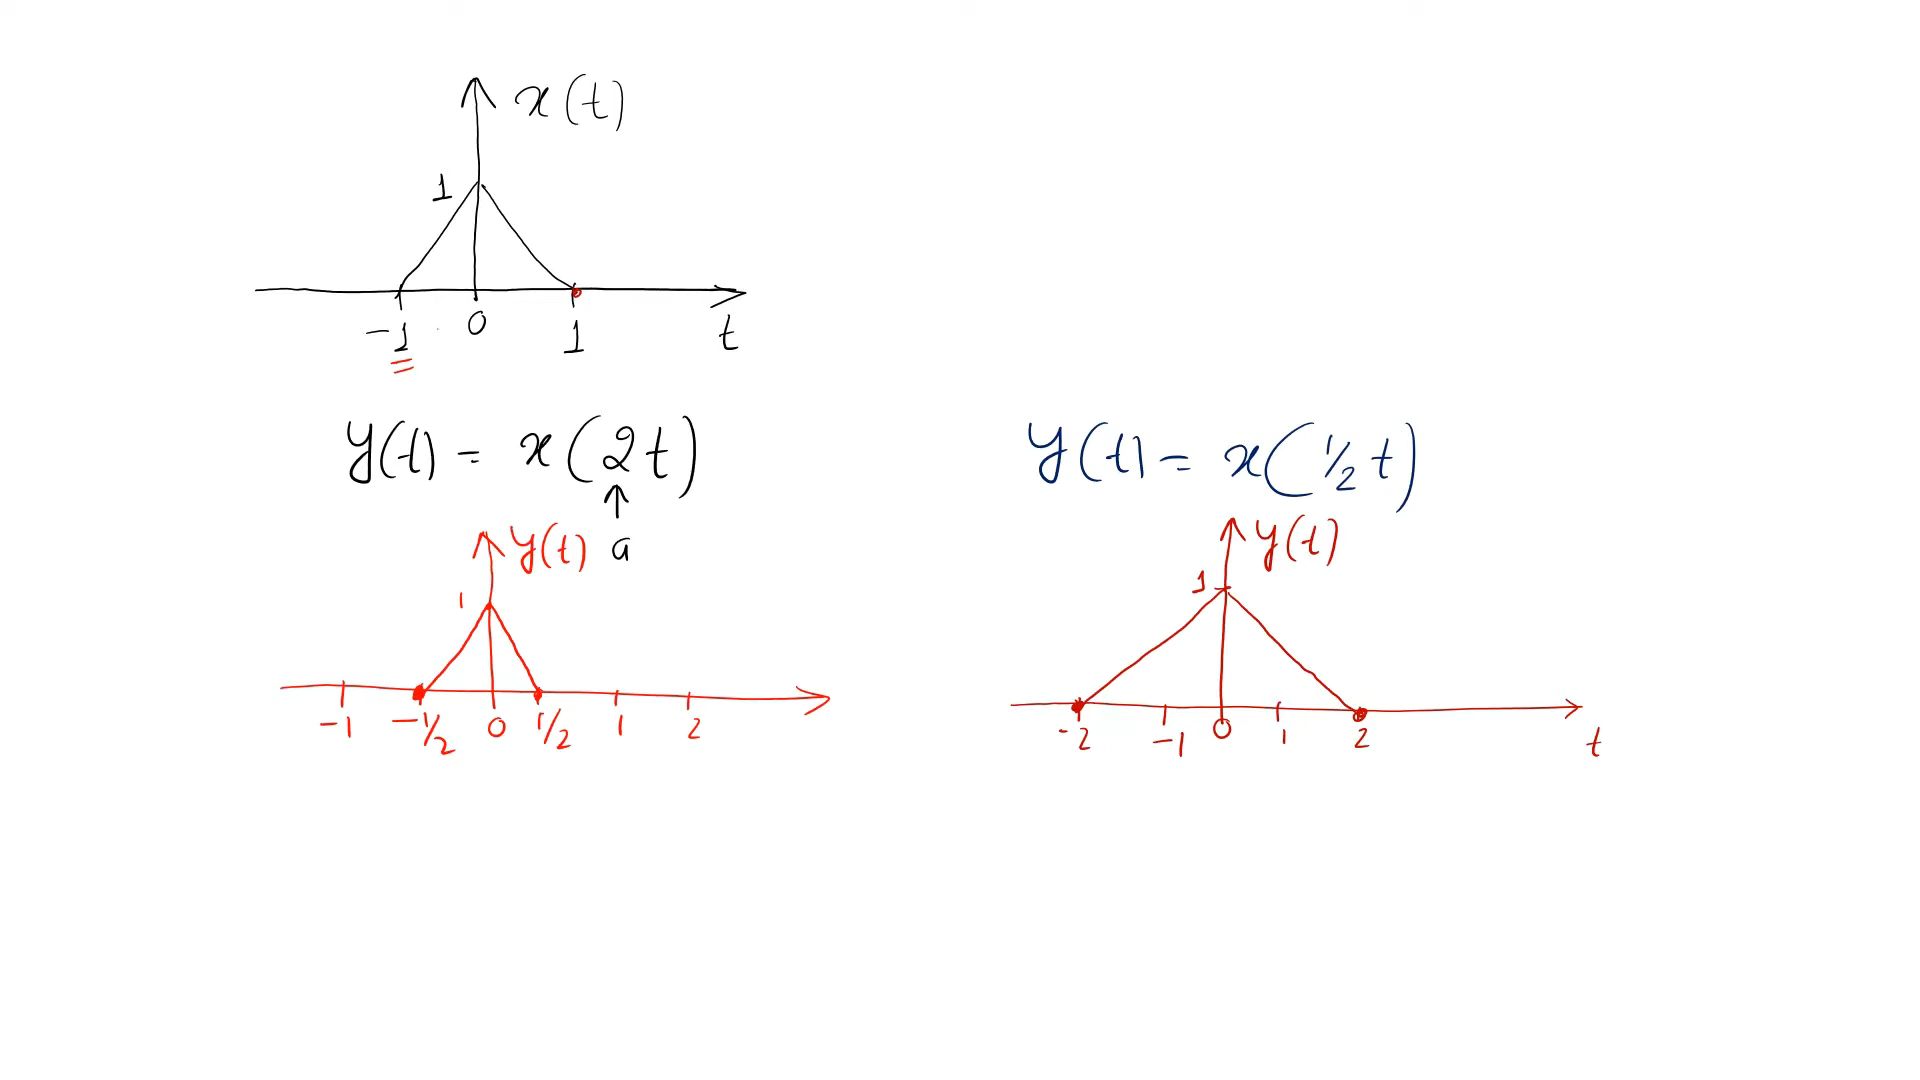 x(t)
1
-1 0 1 t
y(t) = x(2t)
a
y(t)
1
-1 -1/2 0 1/2 1 2
y(t) = x(1/2 t)
y(t)
1
-2 -1 0 1 2 t